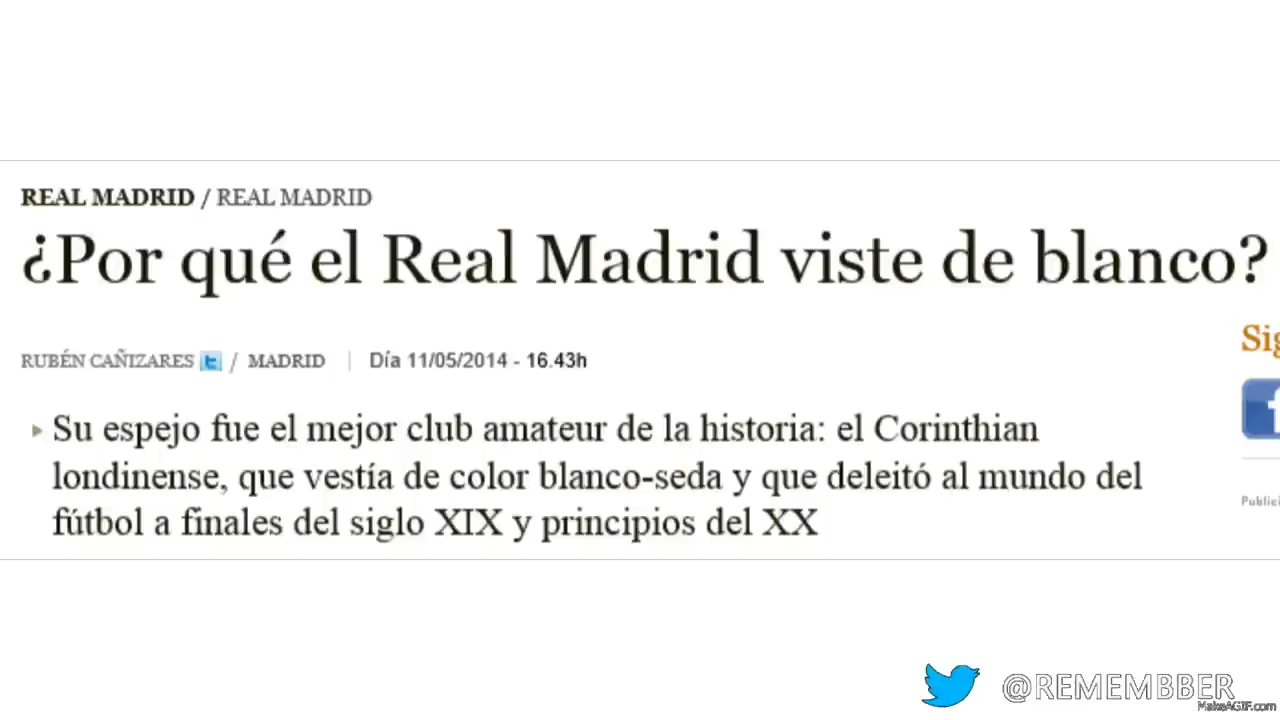 REAL MADRID / REAL MADRID
¿Por qué el Real Madrid viste de blanco?
Sig
RUBÉN CAÑIZARES / MADRID | Día 11/05/2014 - 16.43h
Su espejo fue el mejor club amateur de la historia: el Corinthian
londinense, que vestía de color blanco-seda y que deleitó al mundo del
Publici
fútbol a finales del siglo XIX y principios del XX
@REMEMBBER
MakeAGIF.com